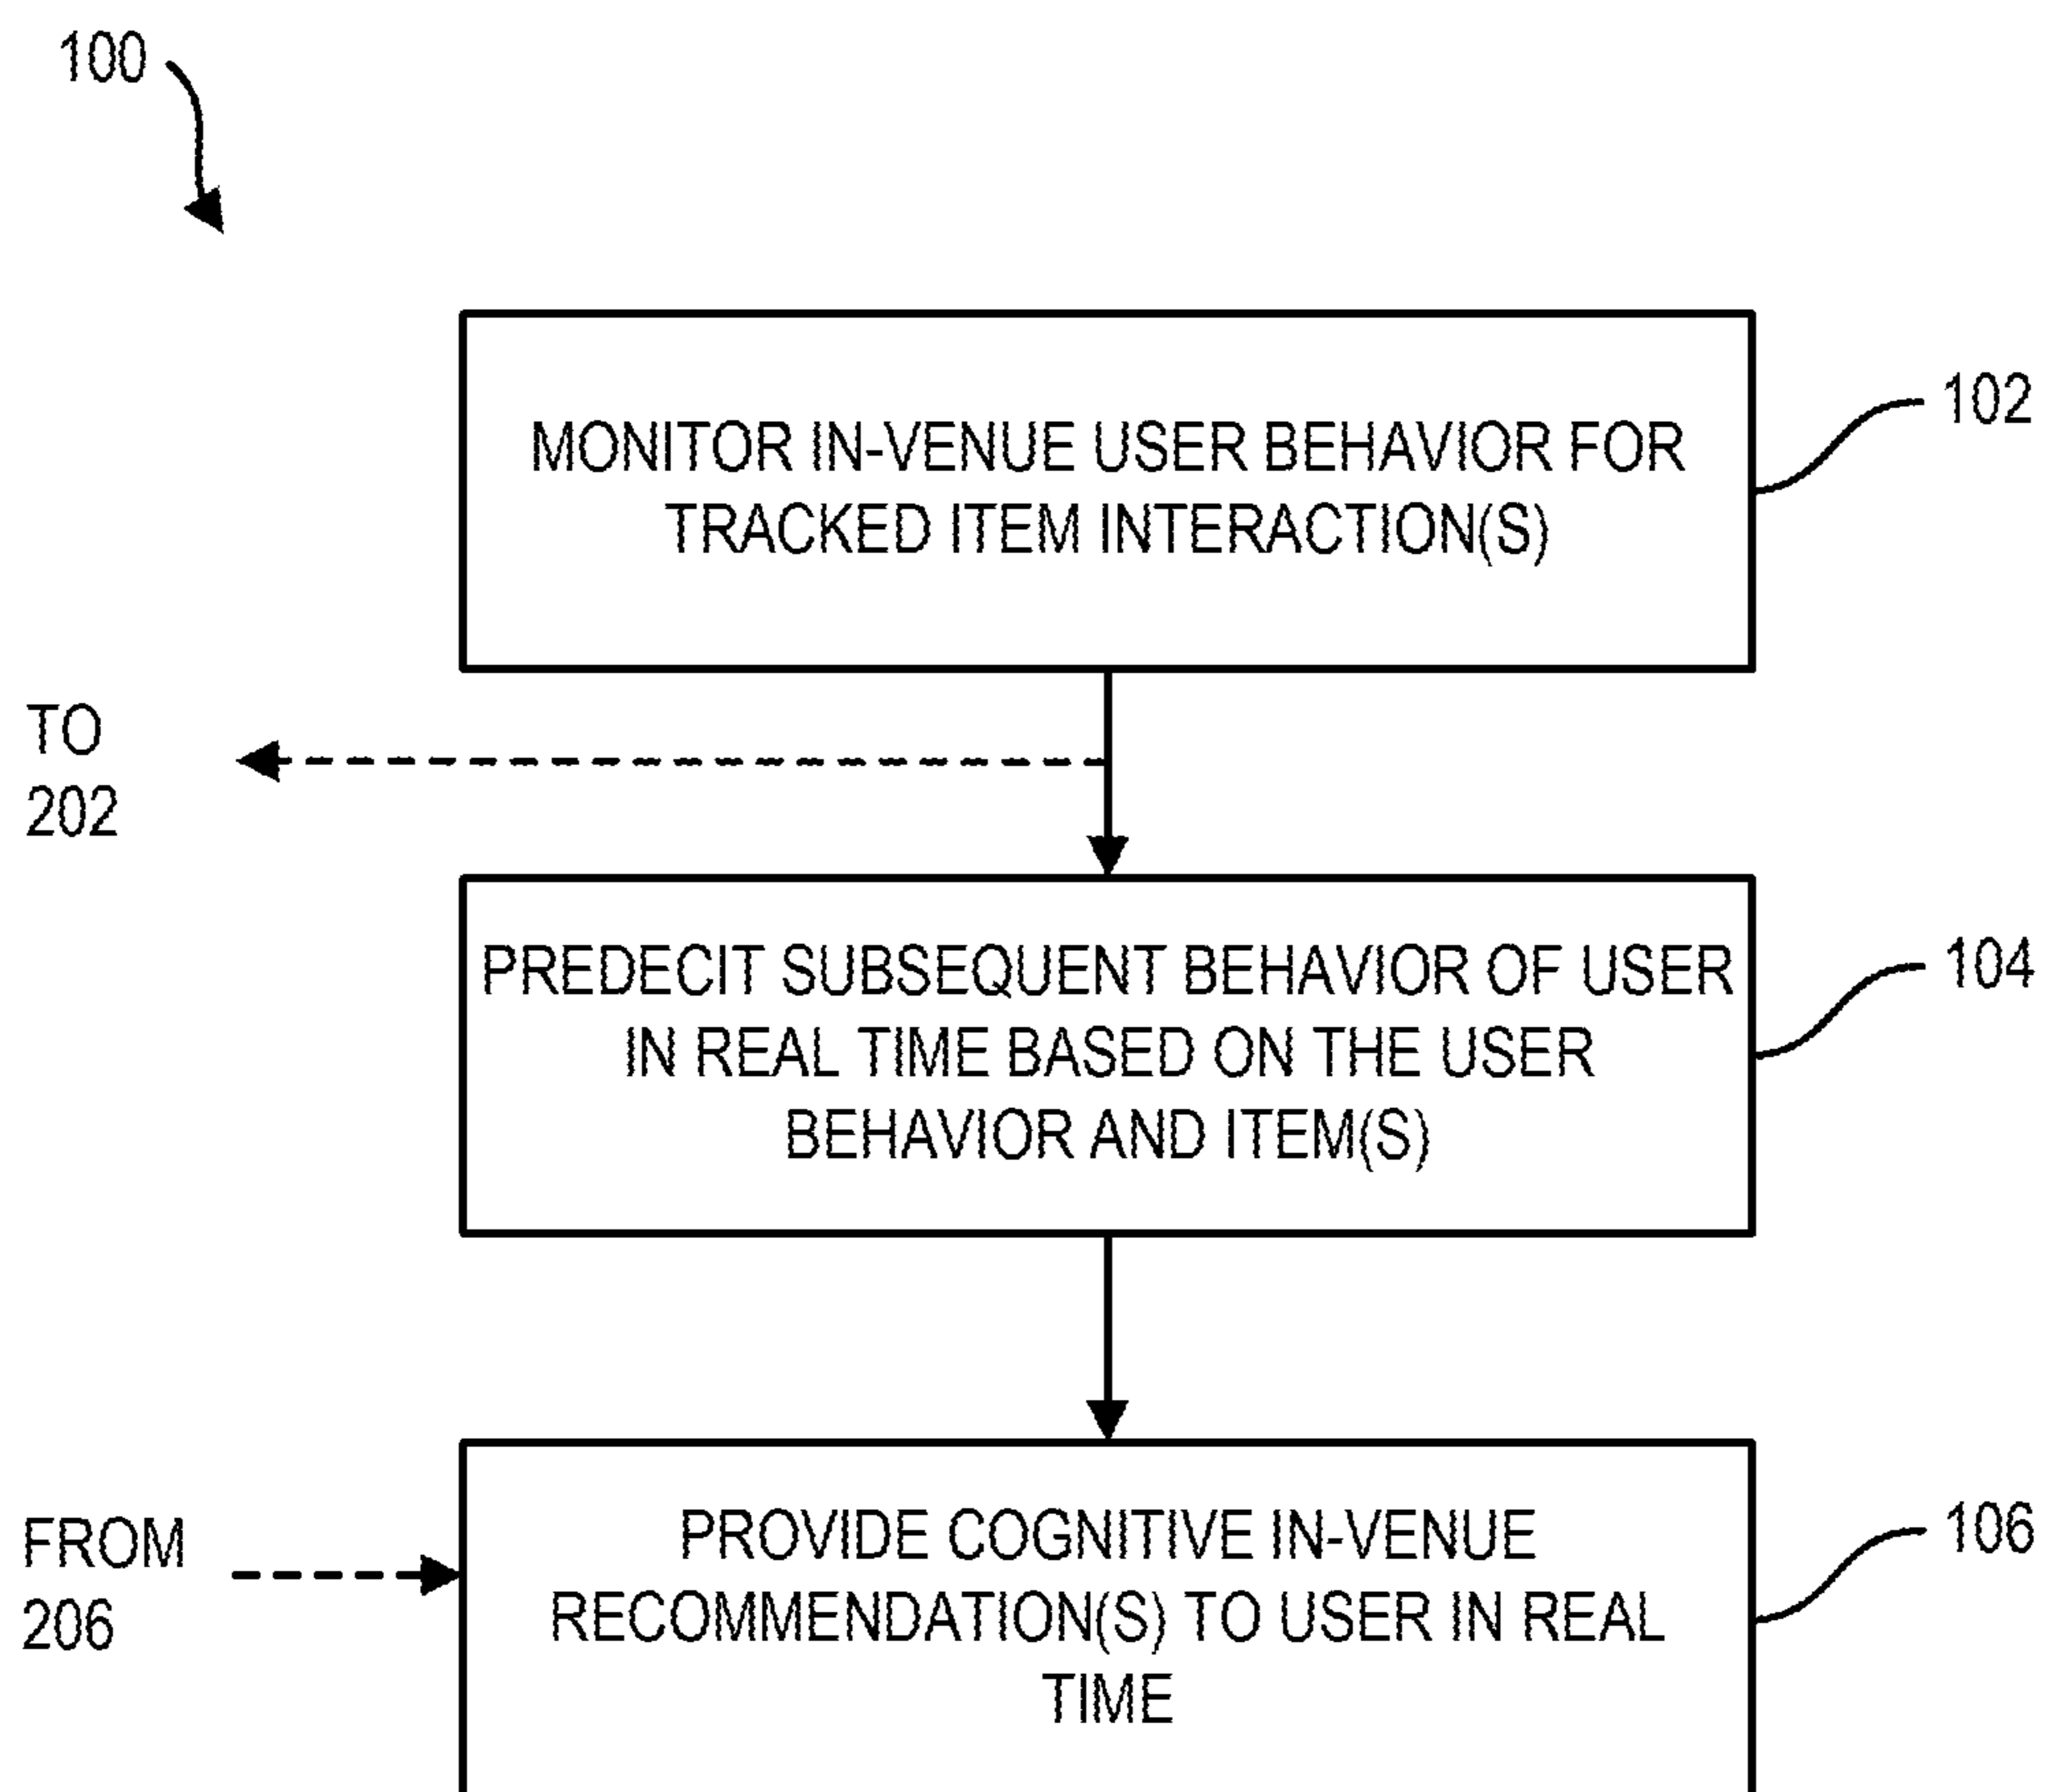 100
MONITOR IN-VENUE USER BEHAVIOR FOR
TRACKED ITEM INTERACTION(S)
102
TO
202
PREDECIT SUBSEQUENT BEHAVIOR OF USER
IN REAL TIME BASED ON THE USER
BEHAVIOR AND ITEM(S)
104
FROM
206
PROVIDE COGNITIVE IN-VENUE
RECOMMENDATION(S) TO USER IN REAL
TIME
106